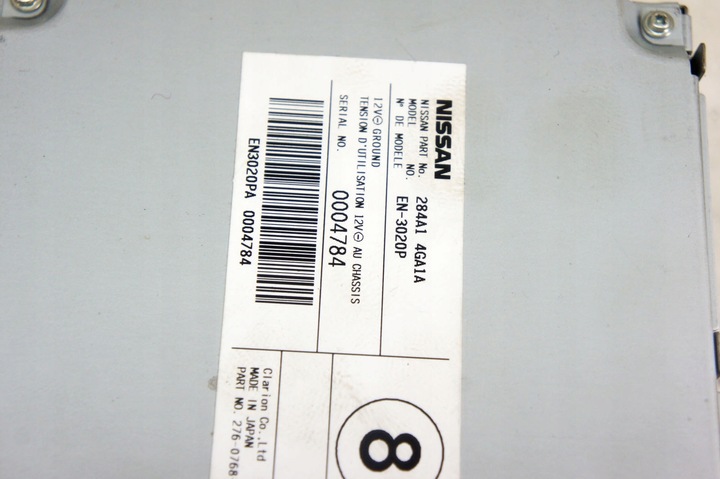 NISSAN
NISSAN PART No. 284A1 4GA1A
MODEL NO. EN-3020P
N° DE MODELE
12V⊖ GROUND
TENSION D'UTILISATION 12V⊖ AU CHASSIS
SERIAL NO. 0004784
EN3020PA 0004784
8
Clarion Co.,Ltd
MADE IN JAPAN
PART NO. 276-0768